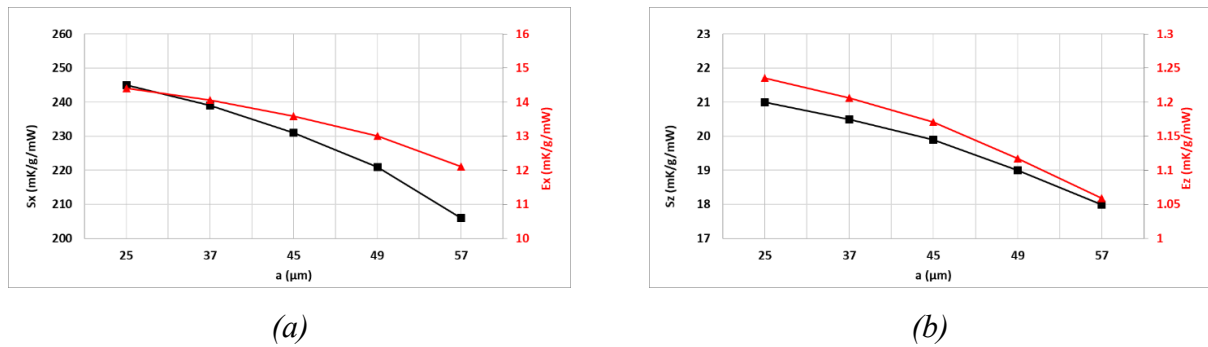 260
250
240
230
220
210
200
Sx (mK/g/mW)
16
15
14
13
12
11
10
Ex (mK/g/mW)
25 37 45 49 57
a (μm)
(a)
23
22
21
20
19
18
17
Sz (mK/g/mW)
1.3
1.25
1.2
1.15
1.1
1.05
1
Ez (mK/g/mW)
25 37 45 49 57
a (μm)
(b)